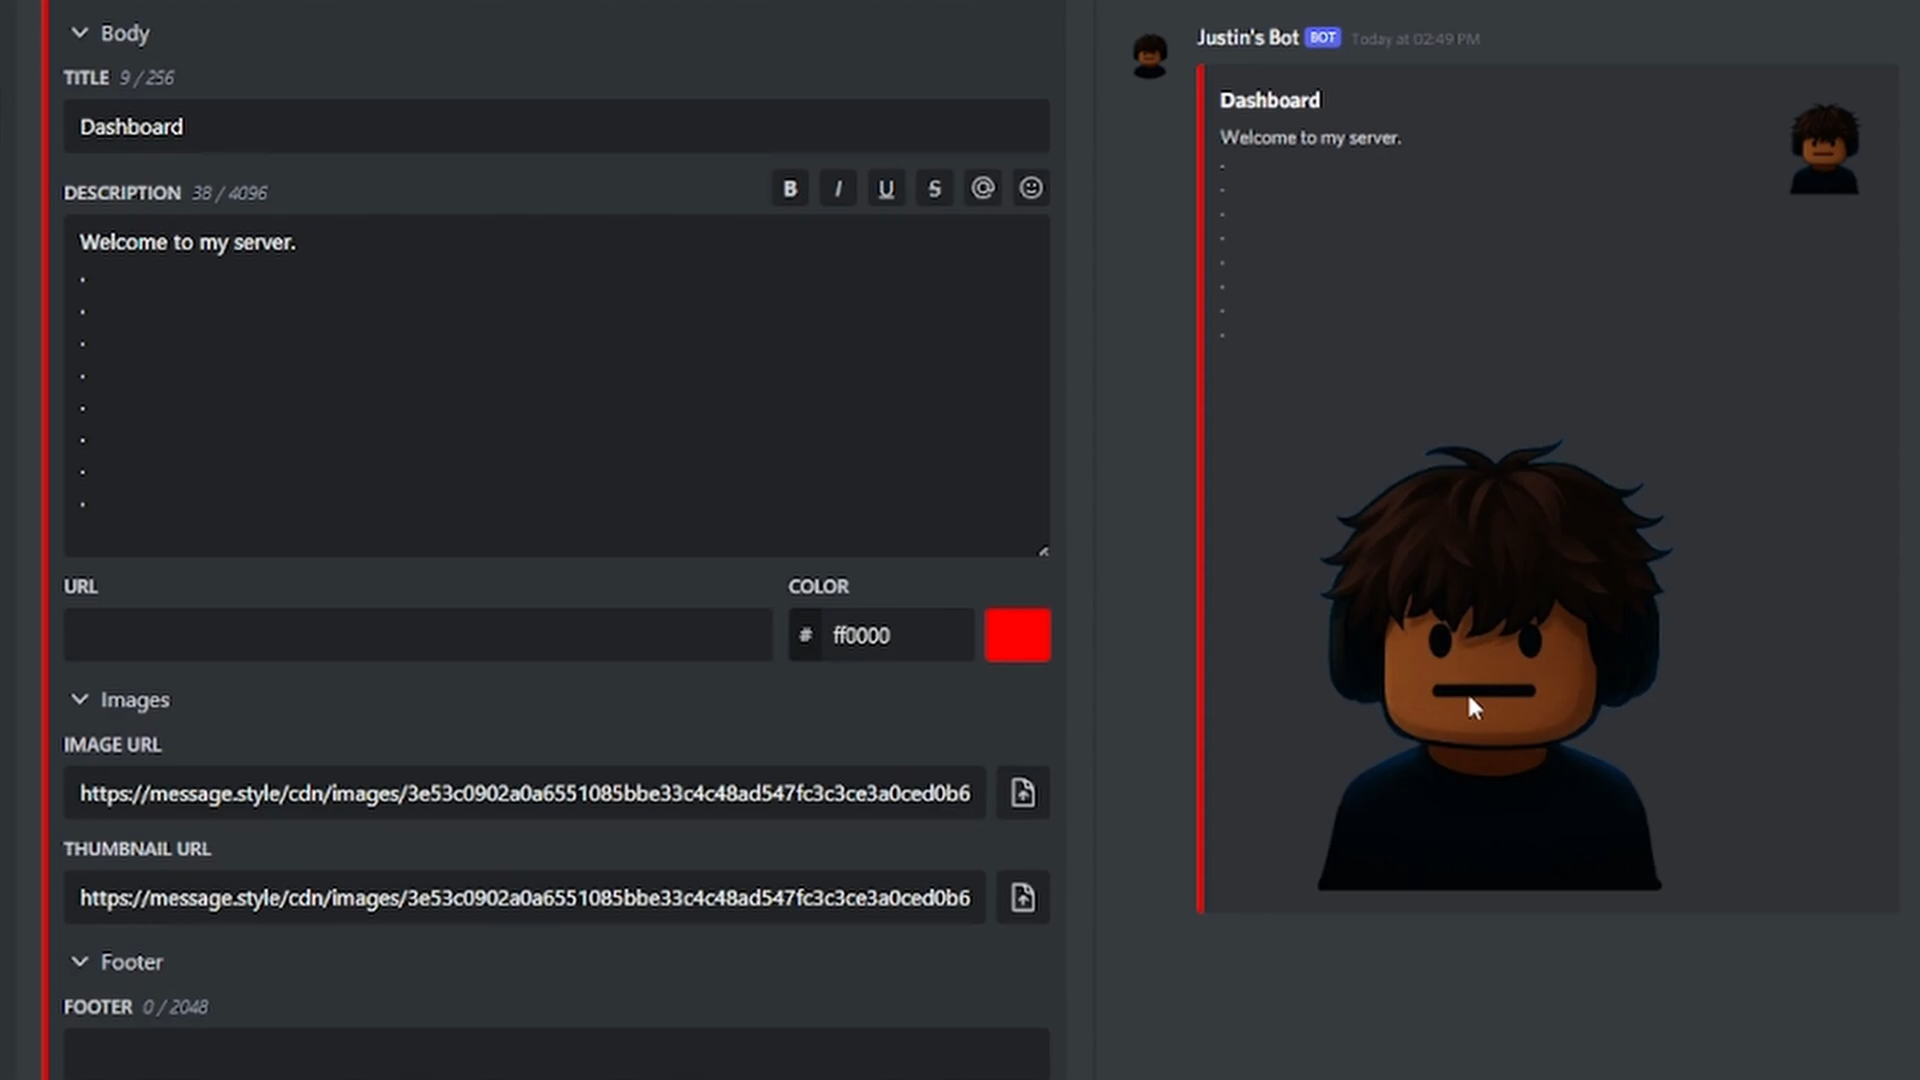 Body
TITLE 9 / 256
Dashboard
DESCRIPTION 38 / 4096
B I U S @
Welcome to my server.
.
.
.
.
.
.
.
.
URL
COLOR
# ff0000
Images
IMAGE URL
https://message.style/cdn/images/3e53c0902a0a6551085bbe33c4c48ad547fc3c3ce3a0ced0b6
THUMBNAIL URL
https://message.style/cdn/images/3e53c0902a0a6551085bbe33c4c48ad547fc3c3ce3a0ced0b6
Footer
FOOTER 0 / 2048
Justin's Bot BOT Today at 02:49 PM
Dashboard
Welcome to my server.
.
.
.
.
.
.
.
.